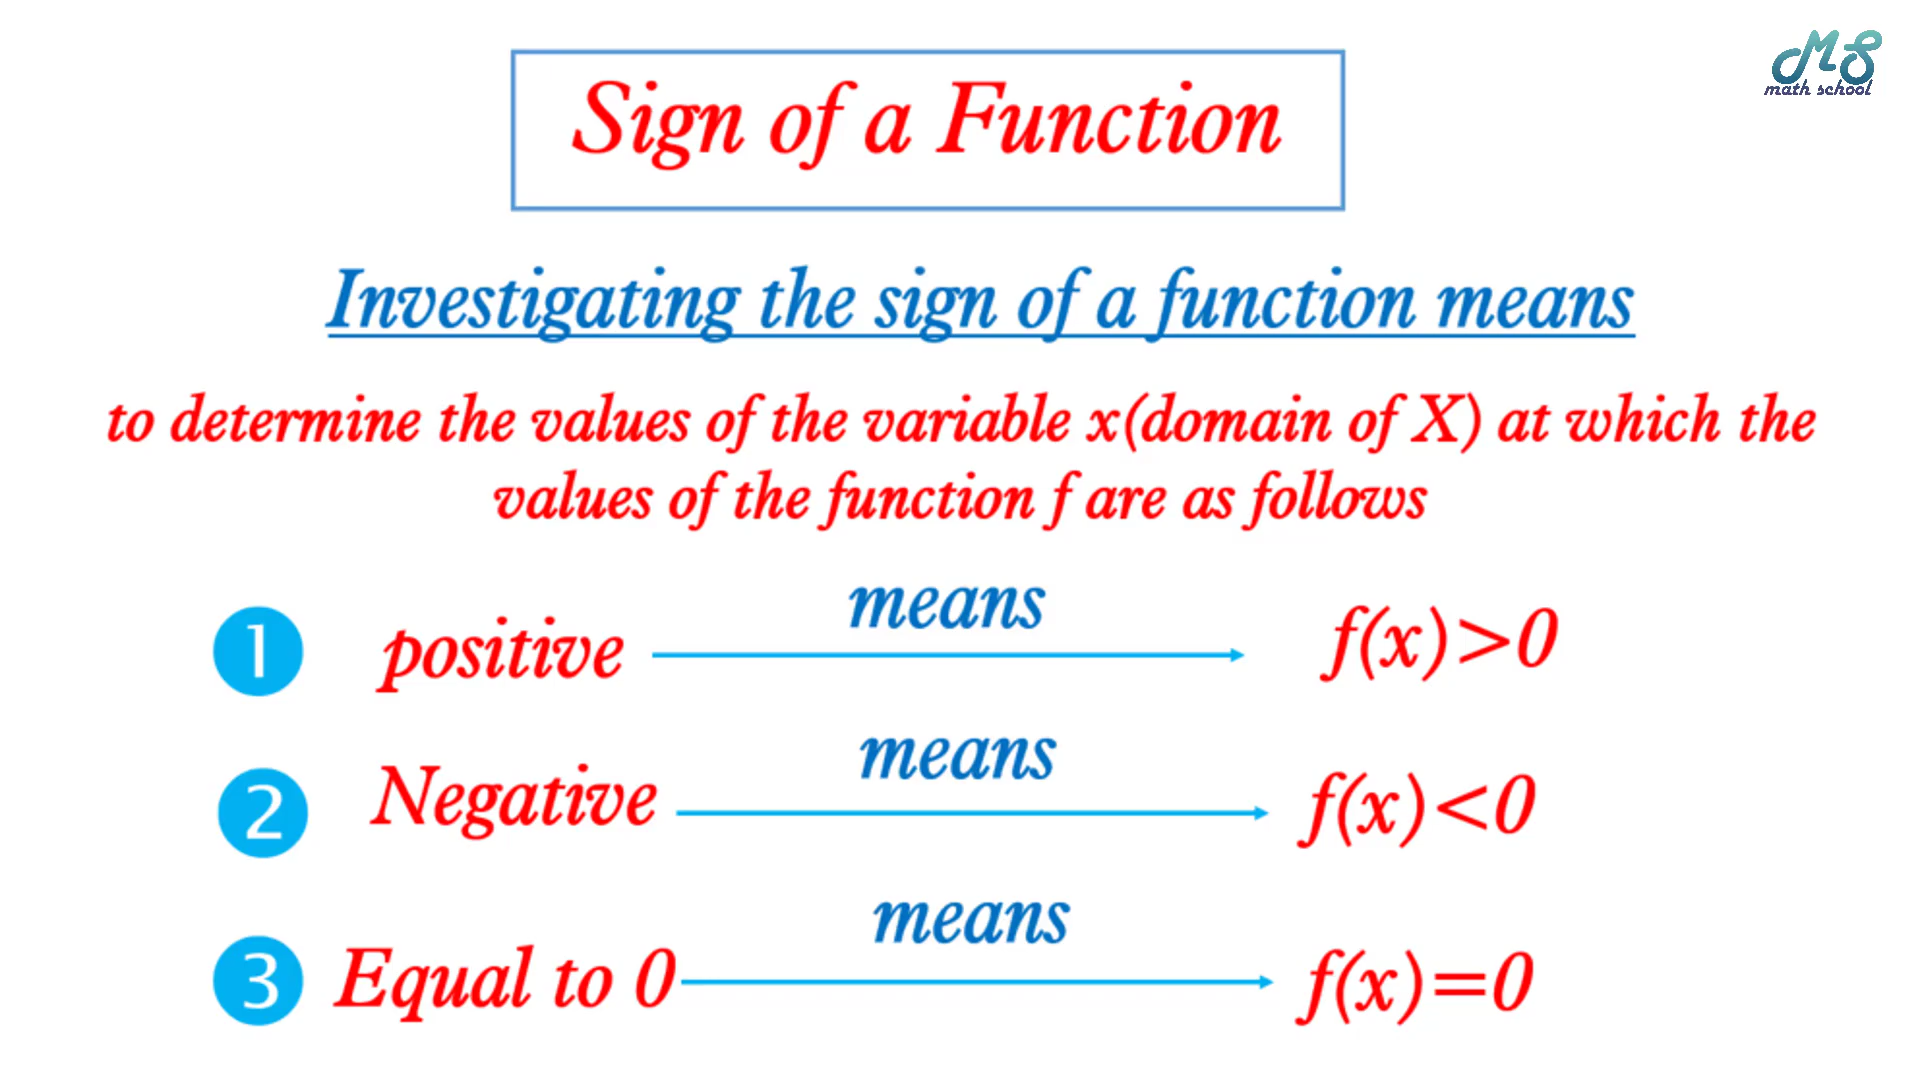 MS
math school
Sign of a Function
Investigating the sign of a function means
to determine the values of the variable x(domain of X) at which the
values of the function f are as follows
1 positive means f(x)>0
2 Negative means f(x)<0
3 Equal to 0 means f(x)=0